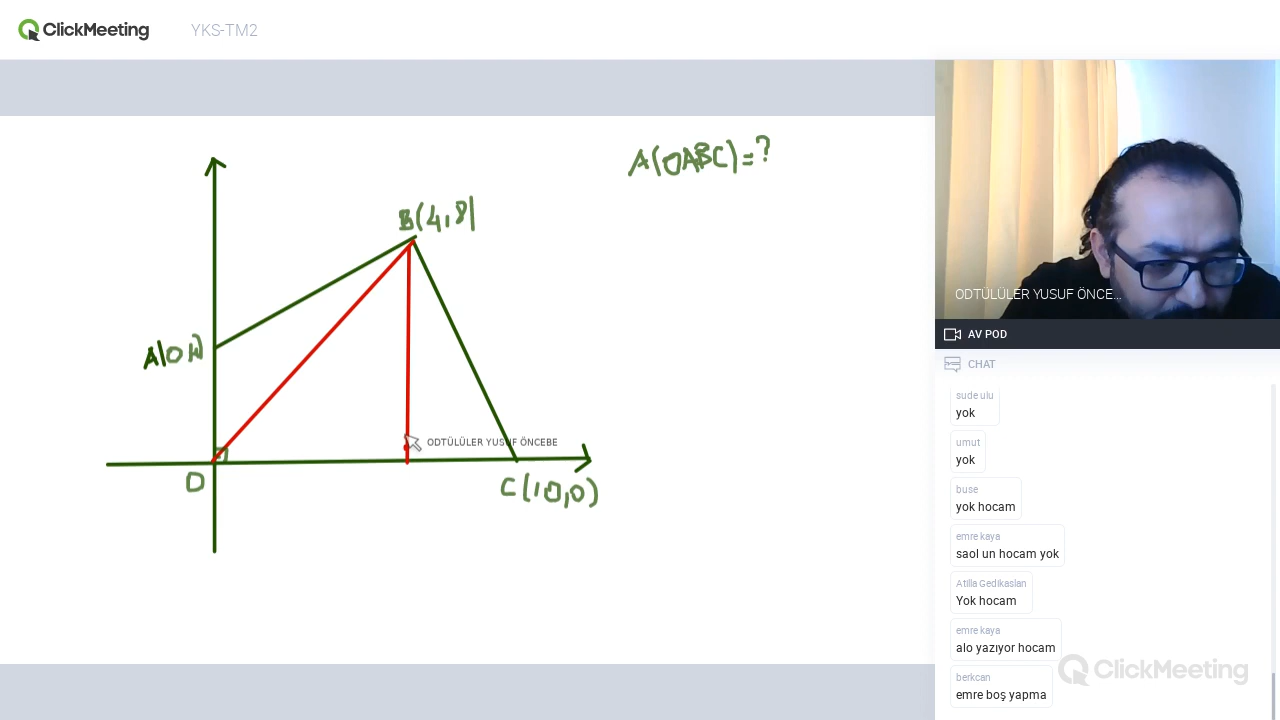 ClickMeeting
YKS-TM2
A(OABC)=?
B(4,8
O
C(10,0)
ODTÜLÜLER YUSUF ÖNCEBE
ODTÜLÜLER YUSUF ÖNCE...
AV POD
CHAT
sude ulu
yok
umut
yok
buse
yok hocam
emre kaya
saol un hocam yok
Atilla Gedikaslan
Yok hocam
emre kaya
alo yazıyor hocam
berkcan
emre boş yapma
ClickMeeting